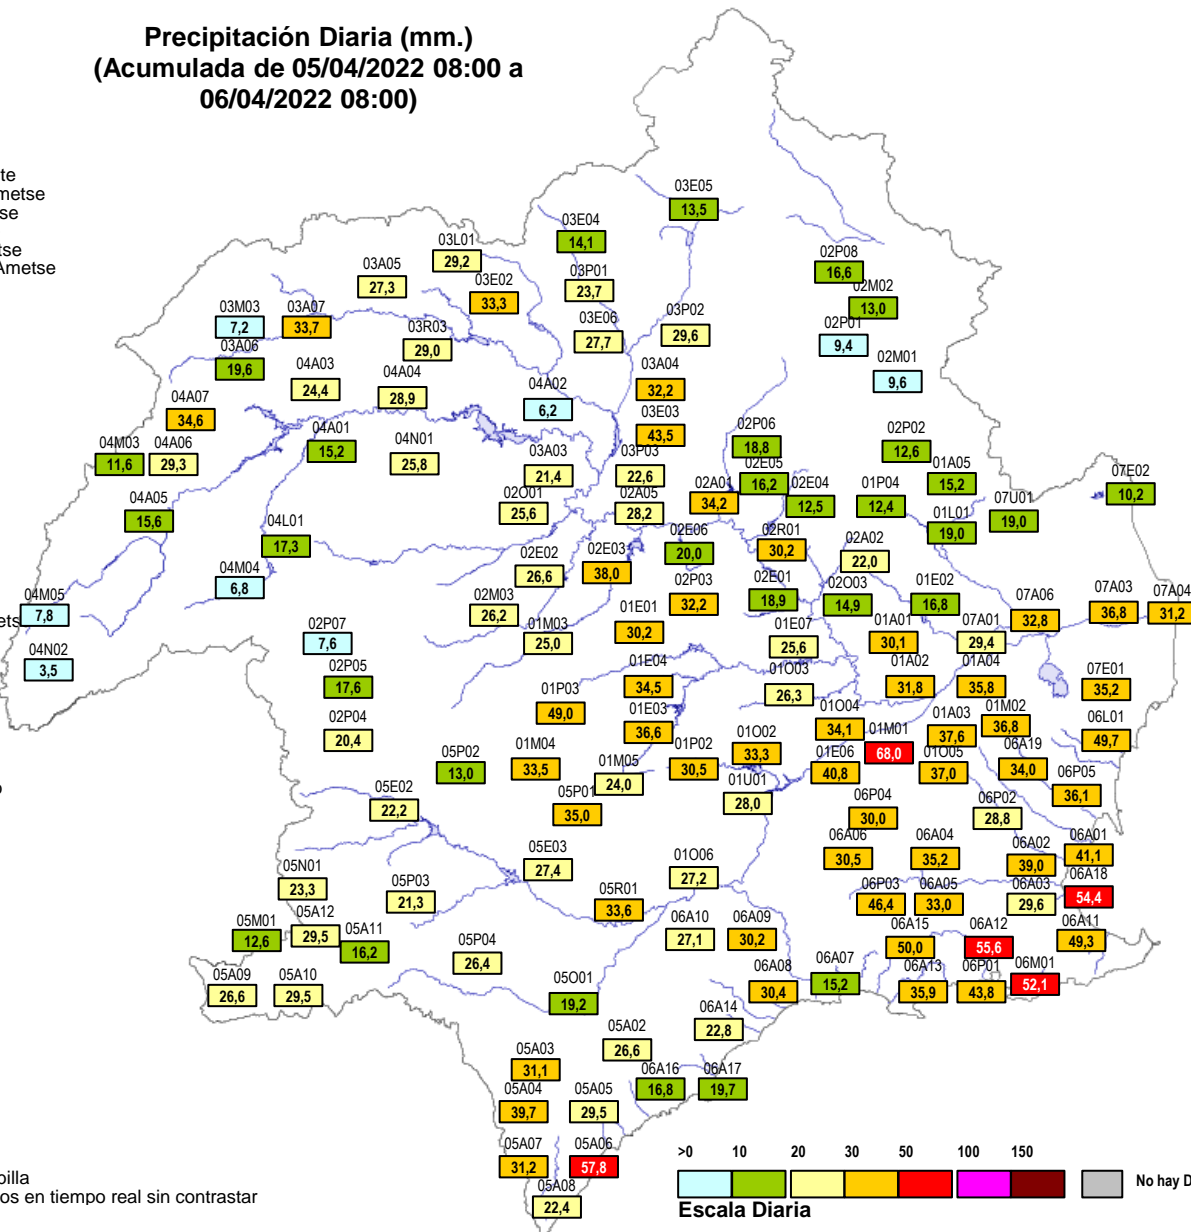 Precipitación Diaria (mm.)
(Acumulada de 05/04/2022 08:00 a
06/04/2022 08:00)
te
metse
se
tse
Ametse
03E05
13,5
03E04
14,1
03L01
29,2
03A05
27,3
03E02
33,3
03P01
23,7
02P08
16,6
02M02
13,0
03M03
7,2
03A07
33,7
03R03
29,0
03E06
27,7
03P02
29,6
02P01
9,4
03A06
19,6
04A03
24,4
04A04
28,9
04A02
6,2
03A04
32,2
02M01
9,6
04A07
34,6
03E03
43,5
04M03
11,6
04A06
29,3
04A01
15,2
04N01
25,8
03A03
21,4
03P03
22,6
02P06
18,8
02P02
12,6
02E05
16,2
01A05
15,2
07E02
10,2
04A05
15,6
02O01
25,6
02A05
28,2
02A01
34,2
02E04
12,5
01P04
12,4
07U01
19,0
01L01
19,0
04L01
17,3
02E06
20,0
02R01
30,2
02A02
22,0
04M04
6,8
02E02
26,6
02E03
38,0
04M05
7,8
ets
02M03
26,2
02P03
32,2
02E01
18,9
02O03
14,9
01E02
16,8
07A06
32,8
07A03
36,8
07A04
31,2
02P07
7,6
01M03
25,0
01E01
30,2
01E07
25,6
01A01
30,1
07A01
29,4
04N02
3,5
02P05
17,6
01E04
34,5
01O03
26,3
01A02
31,8
01A04
35,8
07E01
35,2
01P03
49,0
01E03
36,6
01O04
34,1
01M02
36,8
02P04
20,4
01O02
33,3
01M01
68,0
01A03
37,6
06L01
49,7
05P02
13,0
01M04
33,5
01M05
24,0
01P02
30,5
01E06
40,8
01O05
37,0
06A19
34,0
05E02
22,2
05P01
35,0
01U01
28,0
06P04
30,0
06P02
28,8
06P05
36,1
05E03
27,4
01O06
27,2
06A06
30,5
06A04
35,2
06A02
39,0
06A01
41,1
05N01
23,3
05P03
21,3
05R01
33,6
06P03
46,4
06A05
33,0
06A03
29,6
06A18
54,4
05M01
12,6
05A12
29,5
05A11
16,2
05P04
26,4
06A10
27,1
06A09
30,2
06A15
50,0
06A12
55,6
06A11
49,3
05A09
26,6
05A10
29,5
05O01
19,2
06A08
30,4
06A07
15,2
06A13
35,9
06P01
43,8
06M01
52,1
05A02
26,6
06A14
22,8
05A03
31,1
06A16
16,8
06A17
19,7
05A04
39,7
05A05
29,5
05A07
31,2
05A06
57,8
05A08
22,4
>0 10 20 30 50 100 150
Escala Diaria
No hay D
oilla
os en tiempo real sin contrastar